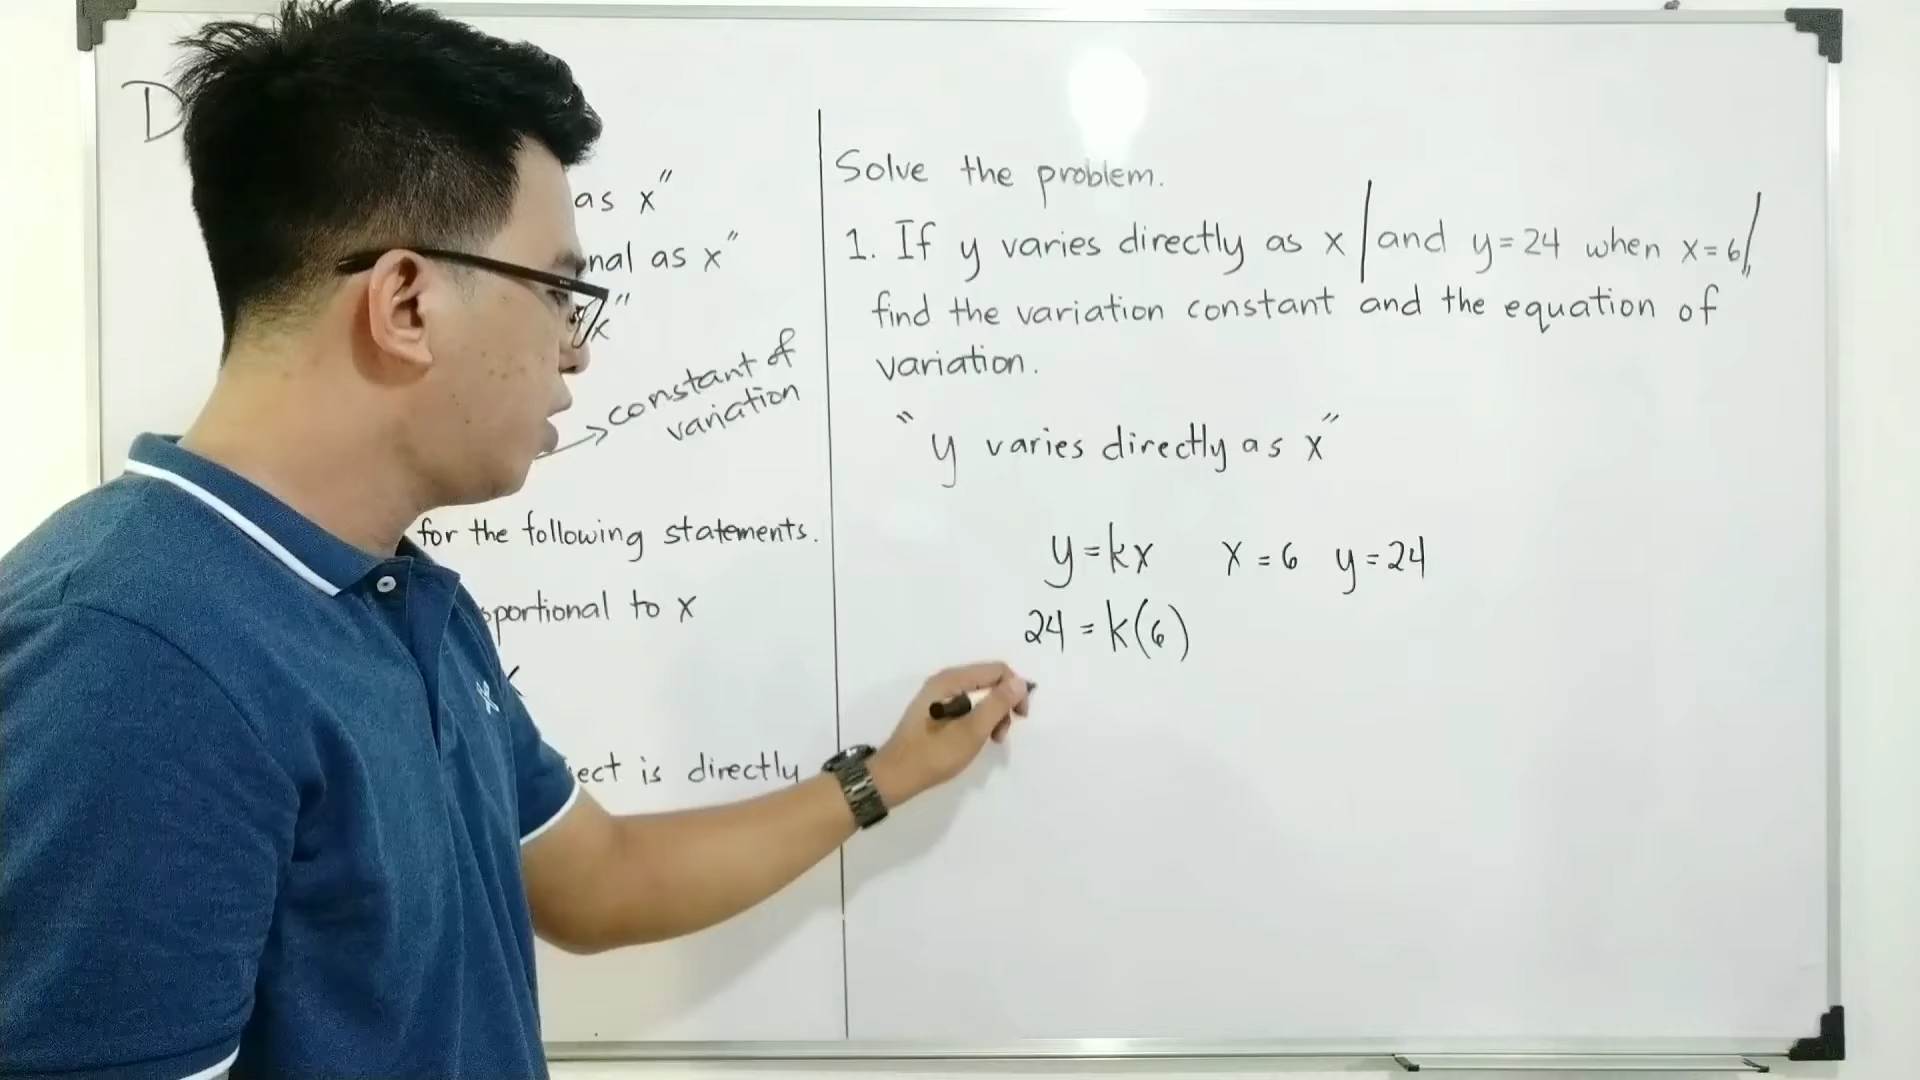 D
as x"
nal as x"
x"
constant of
variation
for the following statements.
portional to x
ject is directly
Solve the problem.
1. If y varies directly as x | and y=24 when x=6|,
find the variation constant and the equation of
variation.
"y varies directly as x"
y=kx x=6 y=24
24=k(6)